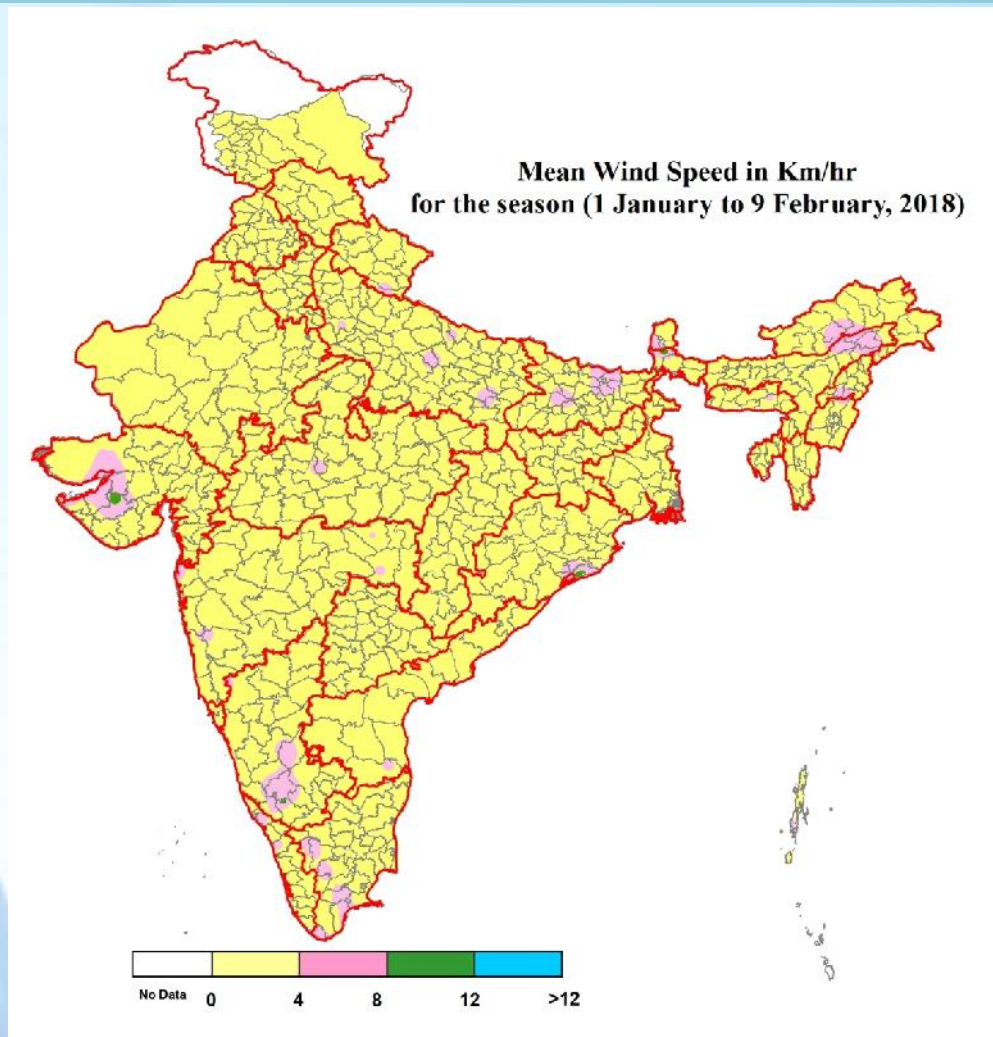 Mean Wind Speed in Km/hr
for the season (1 January to 9 February, 2018)
No Data 0 4 8 12 >12